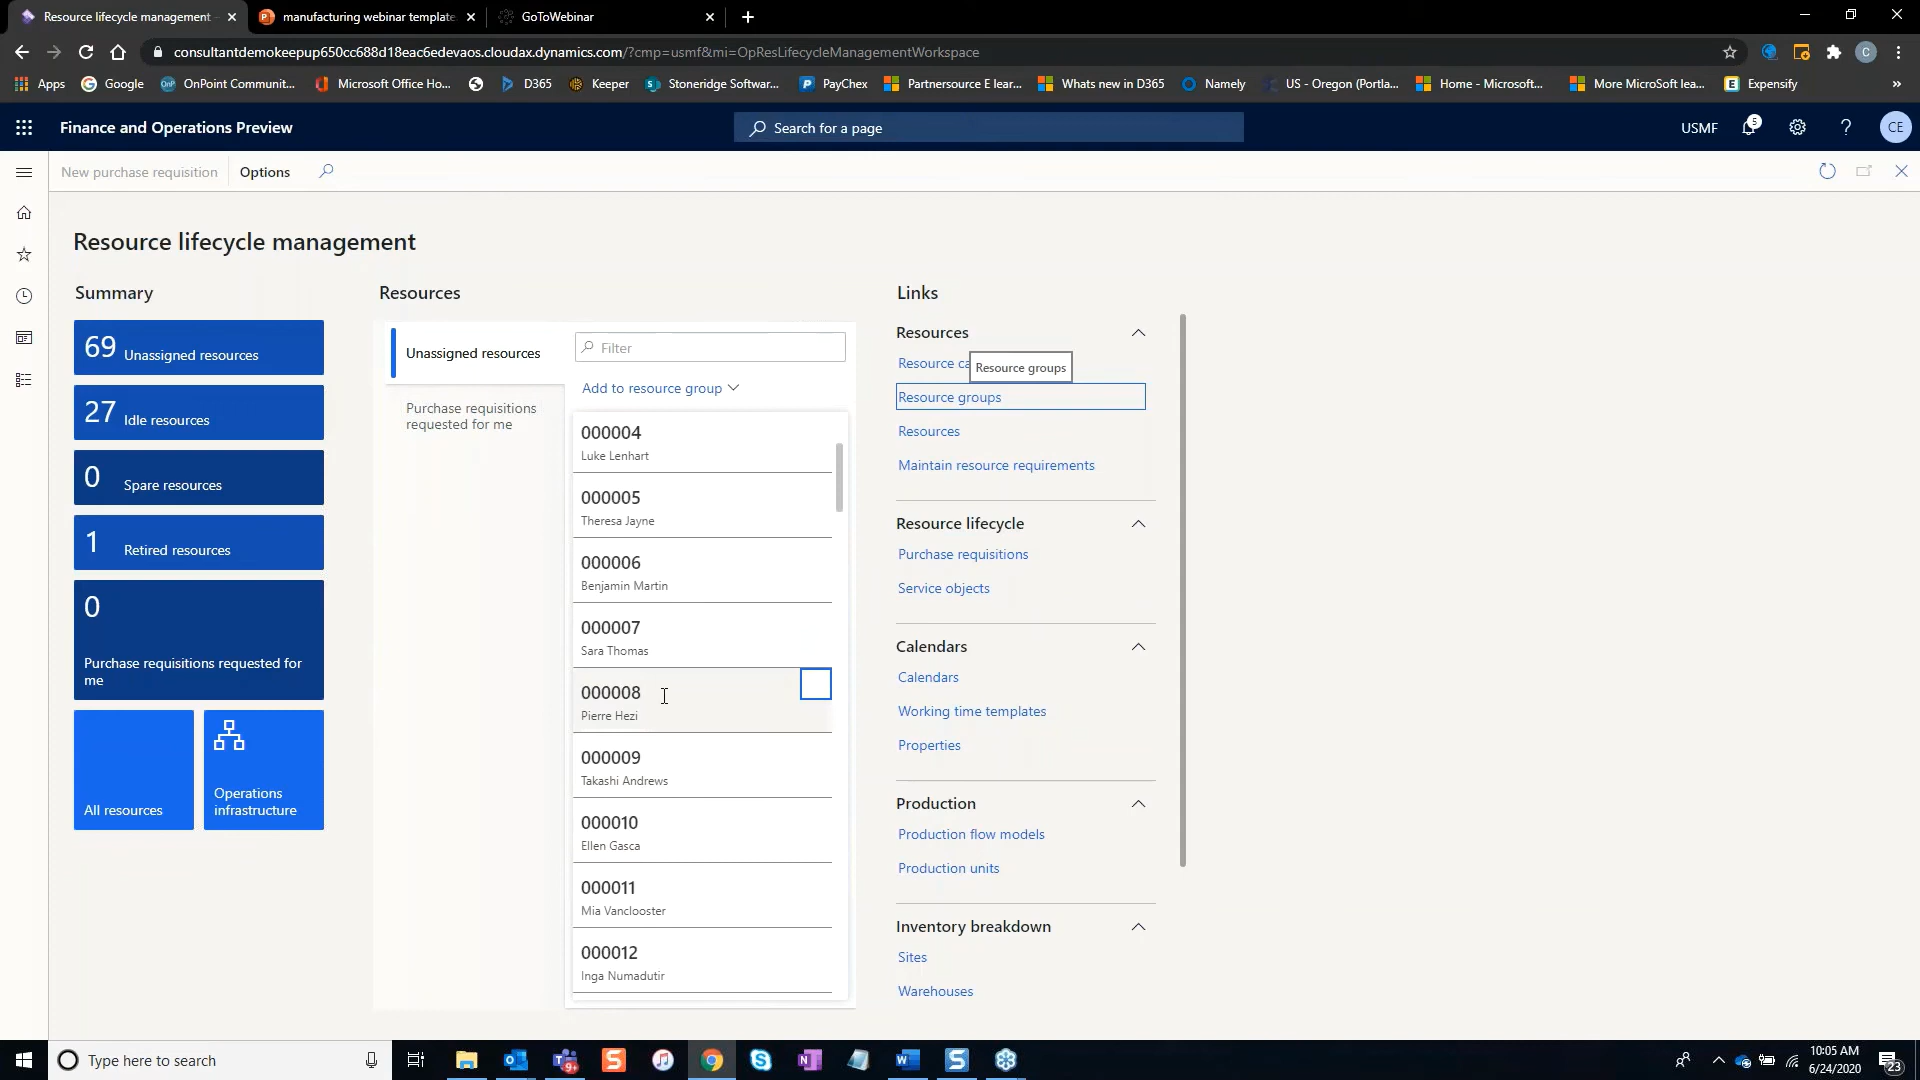 Resource lifecycle management
manufacturing webinar template
GoToWebinar
consultantdemokeepup650cc688d18eac6edevaos.cloudax.dynamics.com/?cmp=usmf&mi=OpResLifecycleManagementWorkspace
C
Apps
Google
OnP
OnPoint Communit...
Microsoft Office Ho...
D365
Keeper
Stoneridge Softwar...
PayChex
Partnersource E lear...
Whats new in D365
Namely
US - Oregon (Portla...
Home - Microsoft...
More MicroSoft lea...
Expensify
»
Finance and Operations Preview
Search for a page
USMF
5
?
CE
New purchase requisition
Options
Resource lifecycle management
Summary
69 Unassigned resources
27 Idle resources
0 Spare resources
1 Retired resources
0
Purchase requisitions requested for
me
All resources
Operations
infrastructure
Resources
Unassigned resources
Purchase requisitions
requested for me
Filter
Add to resource group
000004
Luke Lenhart
000005
Theresa Jayne
000006
Benjamin Martin
000007
Sara Thomas
000008
Pierre Hezi
000009
Takashi Andrews
000010
Ellen Gasca
000011
Mia Vanclooster
000012
Inga Numadutir
Links
Resources
Resource ca
Resource groups
Resource groups
Resources
Maintain resource requirements
Resource lifecycle
Purchase requisitions
Service objects
Calendars
Calendars
Working time templates
Properties
Production
Production flow models
Production units
Inventory breakdown
Sites
Warehouses
Type here to search
9+
10:05 AM
6/24/2020
23